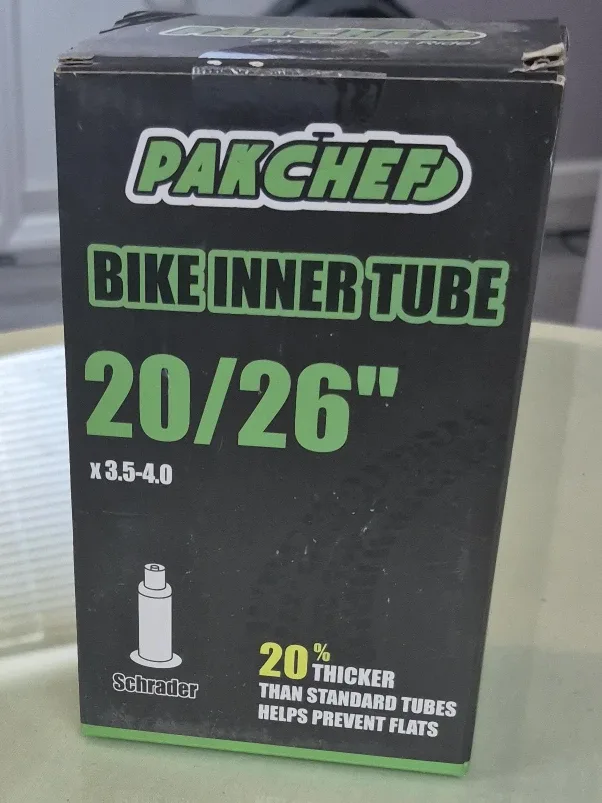 PAKCHEF
BIKE INNER TUBE
20/26"
x 3.5-4.0
Schrader
20% THICKER
THAN STANDARD TUBES
HELPS PREVENT FLATS